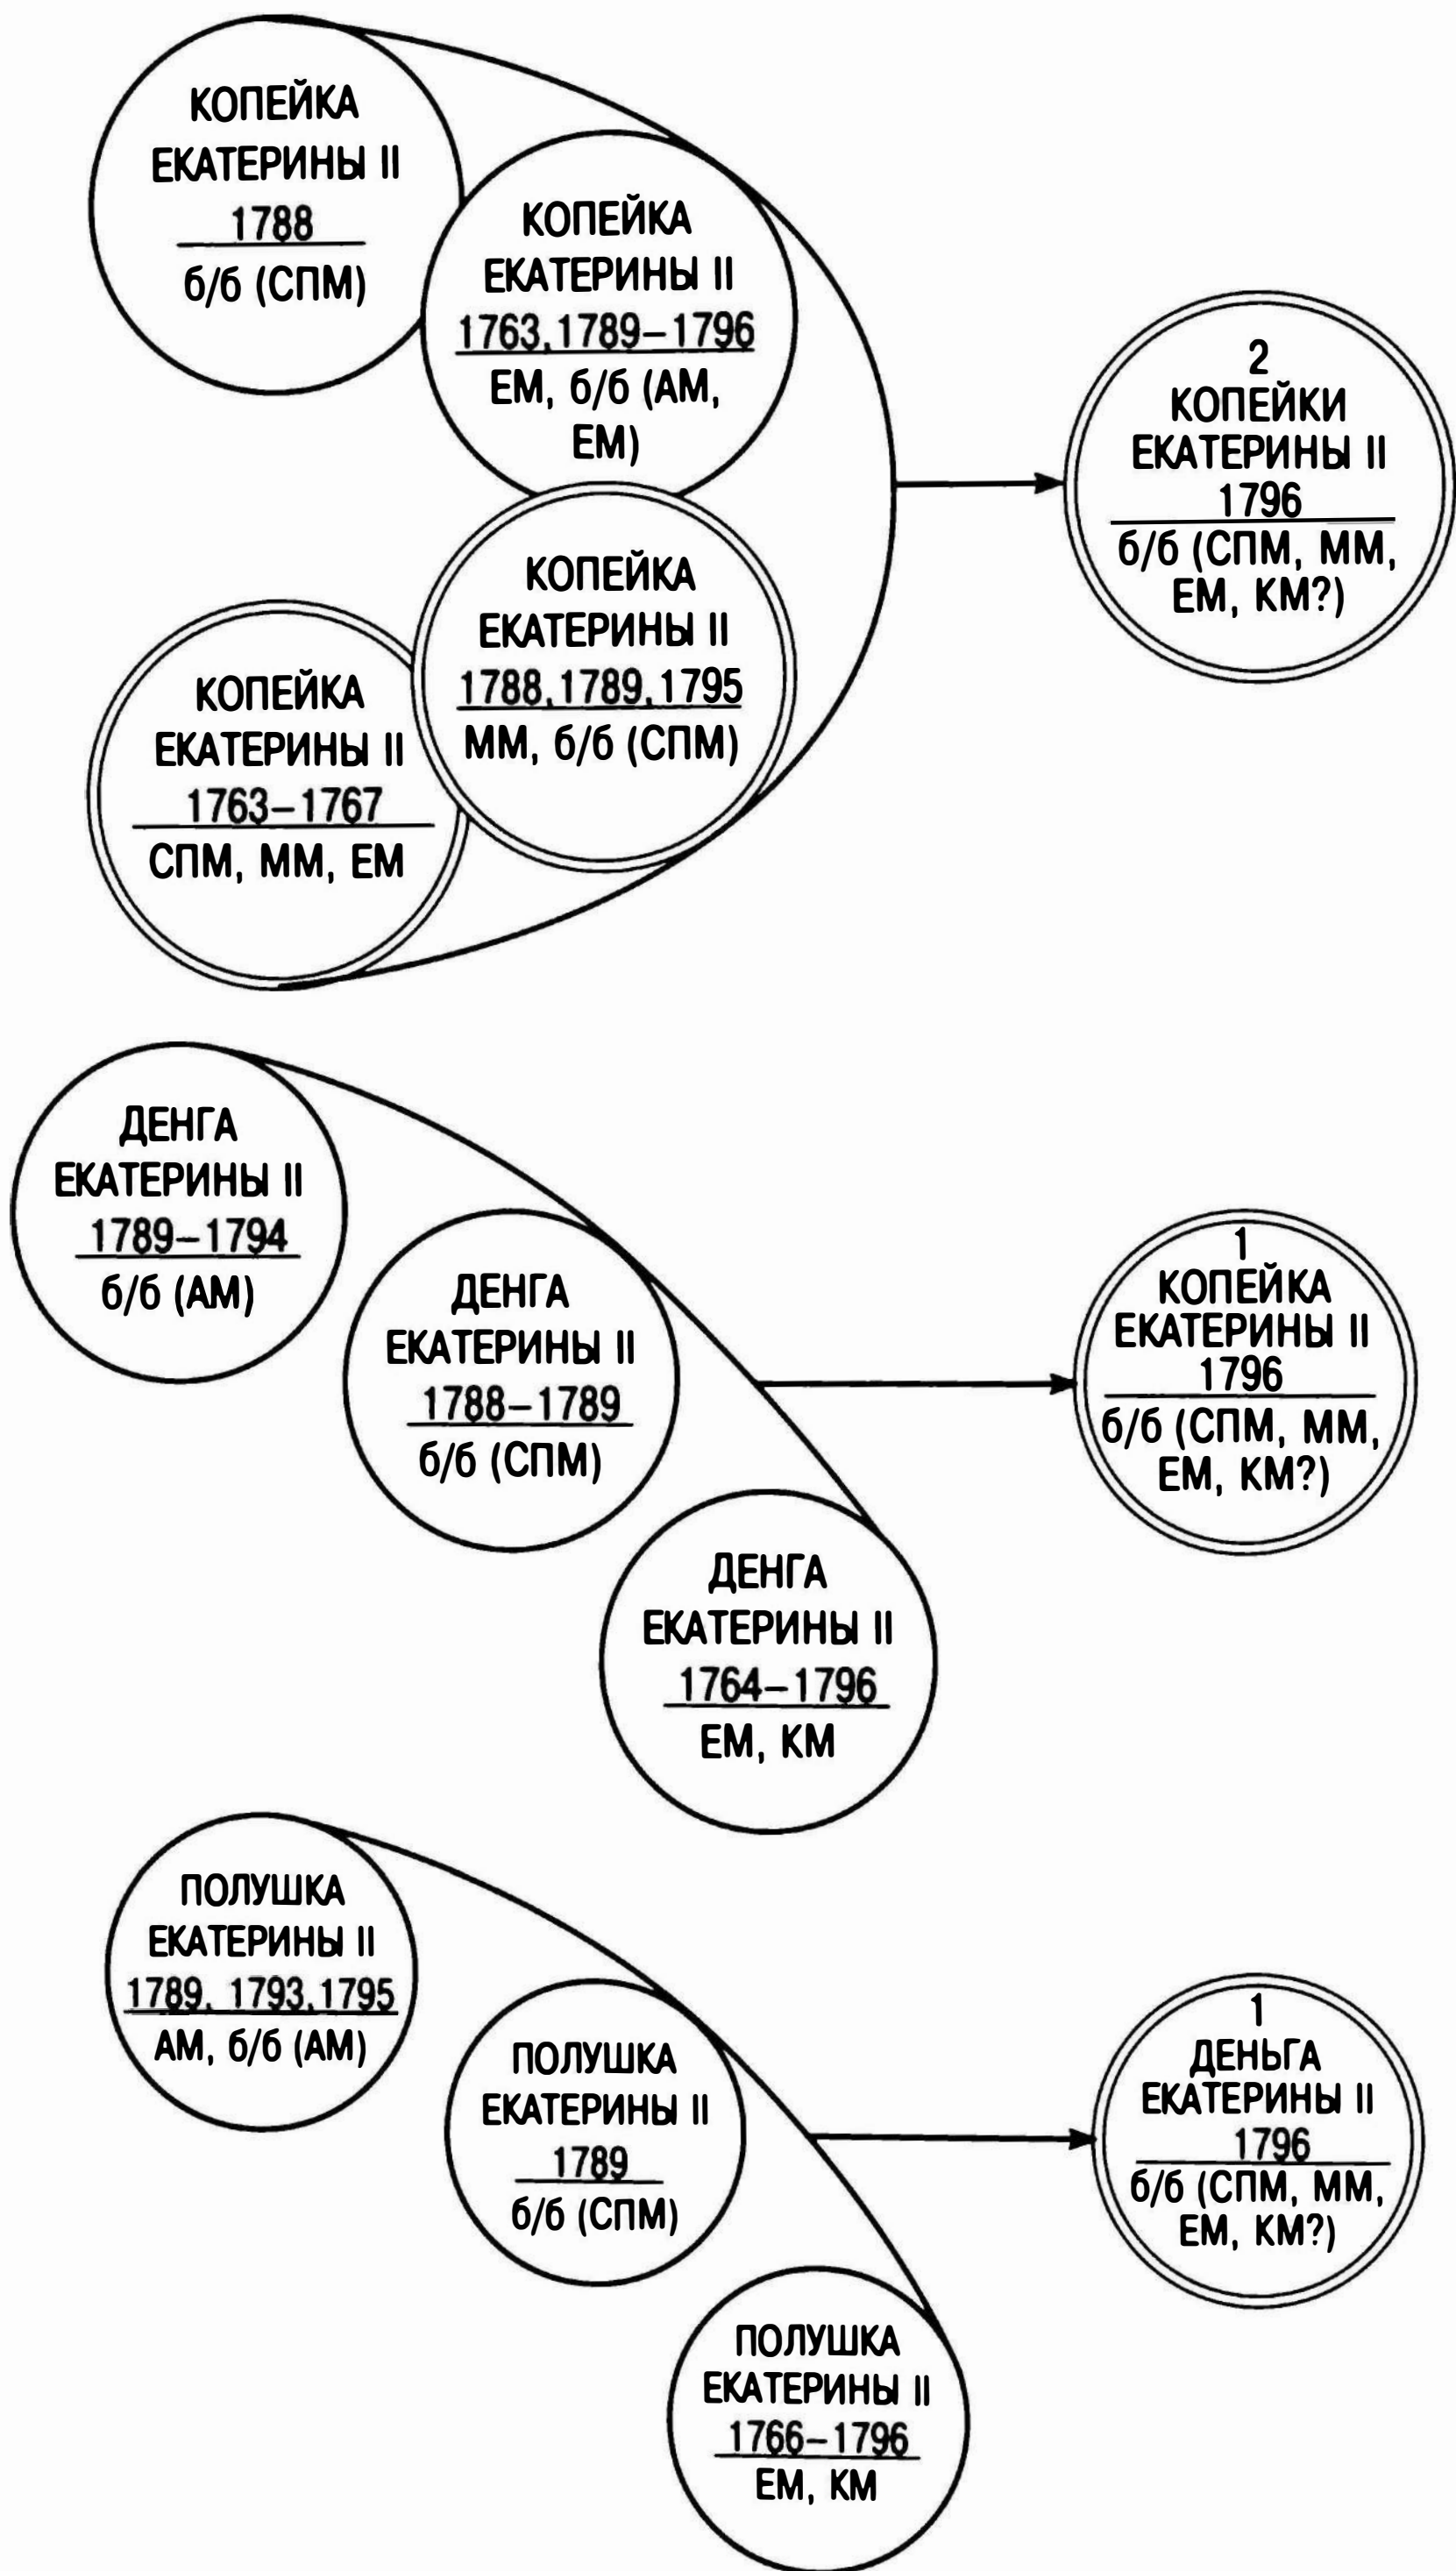 КОПЕЙКА
ЕКАТЕРИНЫ II
1788
б/б (СПМ)
КОПЕЙКА
ЕКАТЕРИНЫ II
1763, 1789–1796
ЕМ, б/б (АМ,
ЕМ)
КОПЕЙКА
ЕКАТЕРИНЫ II
1788, 1789, 1795
ММ, б/б (СПМ)
КОПЕЙКА
ЕКАТЕРИНЫ II
1763–1767
СПМ, ММ, ЕМ
2
КОПЕЙКИ
ЕКАТЕРИНЫ II
1796
б/б (СПМ, ММ,
ЕМ, КМ?)
ДЕНГА
ЕКАТЕРИНЫ II
1789–1794
б/б (АМ)
ДЕНГА
ЕКАТЕРИНЫ II
1788–1789
б/б (СПМ)
ДЕНГА
ЕКАТЕРИНЫ II
1764–1796
ЕМ, КМ
1
КОПЕЙКА
ЕКАТЕРИНЫ II
1796
б/б (СПМ, ММ,
ЕМ, КМ?)
ПОЛУШКА
ЕКАТЕРИНЫ II
1789, 1793, 1795
АМ, б/б (АМ)
ПОЛУШКА
ЕКАТЕРИНЫ II
1789
б/б (СПМ)
ПОЛУШКА
ЕКАТЕРИНЫ II
1766–1796
ЕМ, КМ
1
ДЕНЬГА
ЕКАТЕРИНЫ II
1796
б/б (СПМ, ММ,
ЕМ, КМ?)